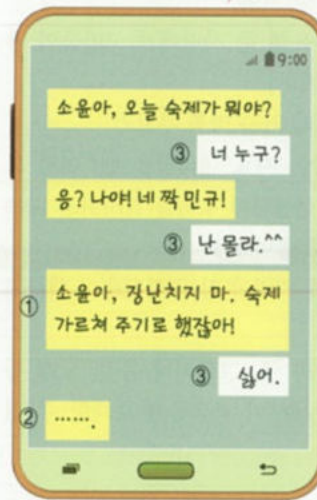 9:00
소윤아, 오늘 숙제가 뭐야?
③ 너 누구?
응? 나야! 네 짝 민규!
③ 난 몰라.^^
① 소윤아, 장난치지 마. 숙제
가르쳐 주기로 했잖아!
③ 싫어.
② …….